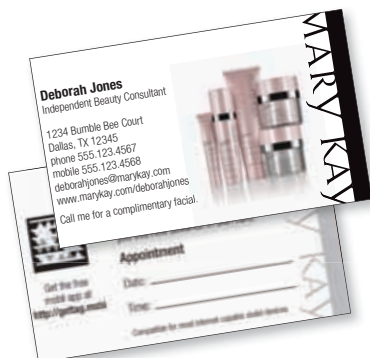 Deborah Jones
Independent Beauty Consultant
1234 Bumble Bee Court
Dallas, TX 12345
phone 555.123.4567
mobile 555.123.4568
deborahjones@marykay.com
www.marykay.com/deborahjones
Call me for a complimentary facial.
MARY KAY
Appointment
Date:
Time:
Get the free
mobil app at
http://gettag.mobi